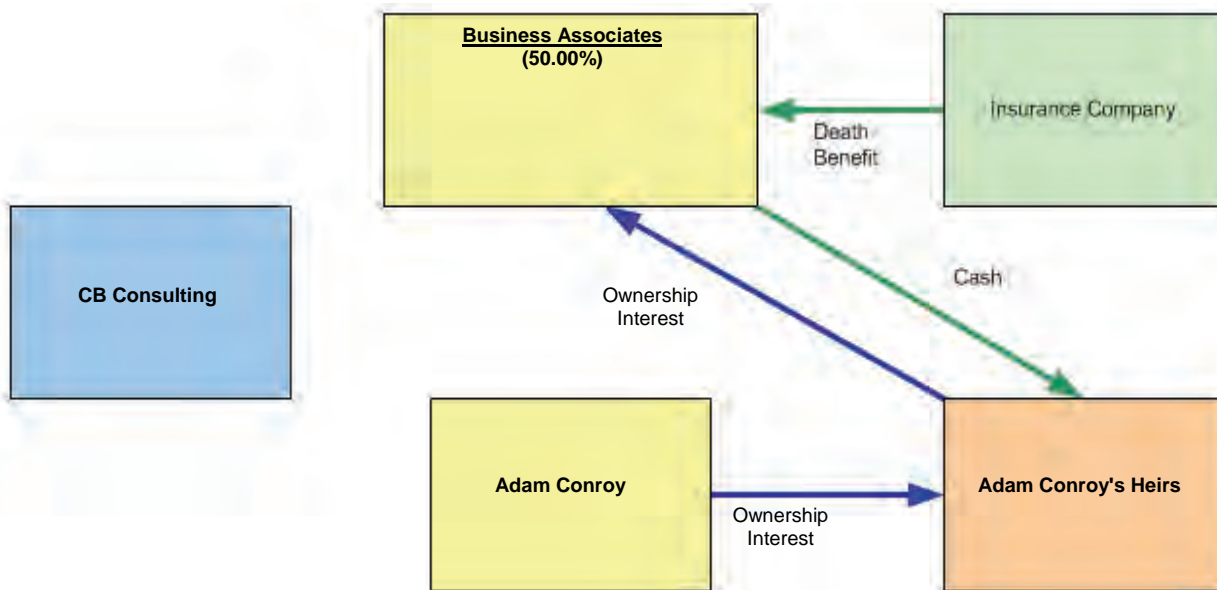 Business Associates
(50.00%)
Insurance Company
Death
Benefit
CB Consulting
Ownership
Interest
Cash
Adam Conroy
Ownership
Interest
Adam Conroy's Heirs